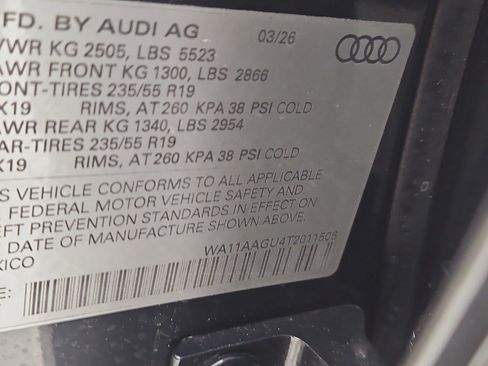 FD. BY AUDI AG 03/26
VWR KG 2505, LBS 5523
AWR FRONT KG 1300, LBS 2866
ONT-TIRES 235/55 R19
X19 RIMS, AT 260 KPA 38 PSI COLD
AWR REAR KG 1340, LBS 2954
AR-TIRES 235/55 R19
X19 RIMS, AT 260 KPA 38 PSI COLD
S VEHICLE CONFORMS TO ALL APPLICABLE
. FEDERAL MOTOR VEHICLE SAFETY AND
EFT PREVENTION STANDARDS IN EFFECT ON
DATE OF MANUFACTURE SHOWN ABOVE.
XICO WA11AAGU4T2011506
E: